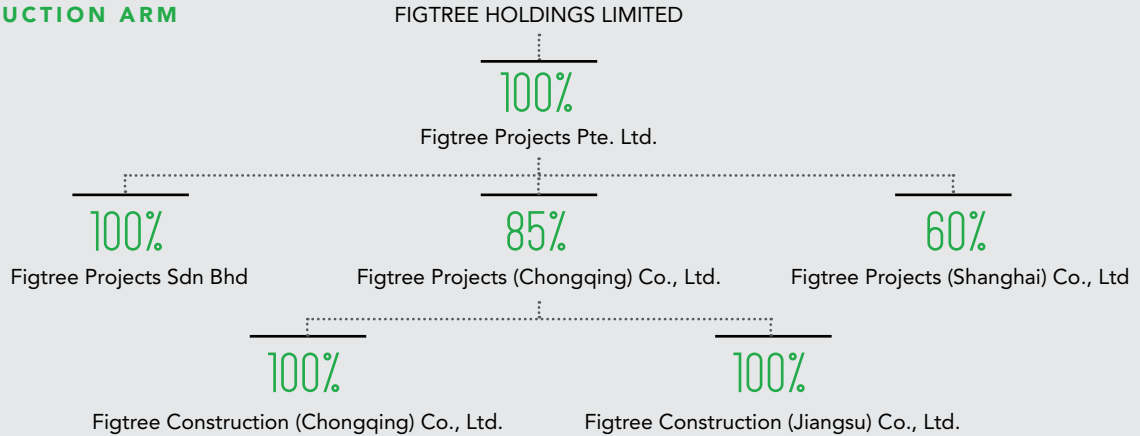 UCTION ARM
FIGTREE HOLDINGS LIMITED
100%
Figtree Projects Pte. Ltd.
100%
85%
60%
Figtree Projects Sdn Bhd
Figtree Projects (Chongqing) Co., Ltd.
Figtree Projects (Shanghai) Co., Ltd
100%
100%
Figtree Construction (Chongqing) Co., Ltd.
Figtree Construction (Jiangsu) Co., Ltd.